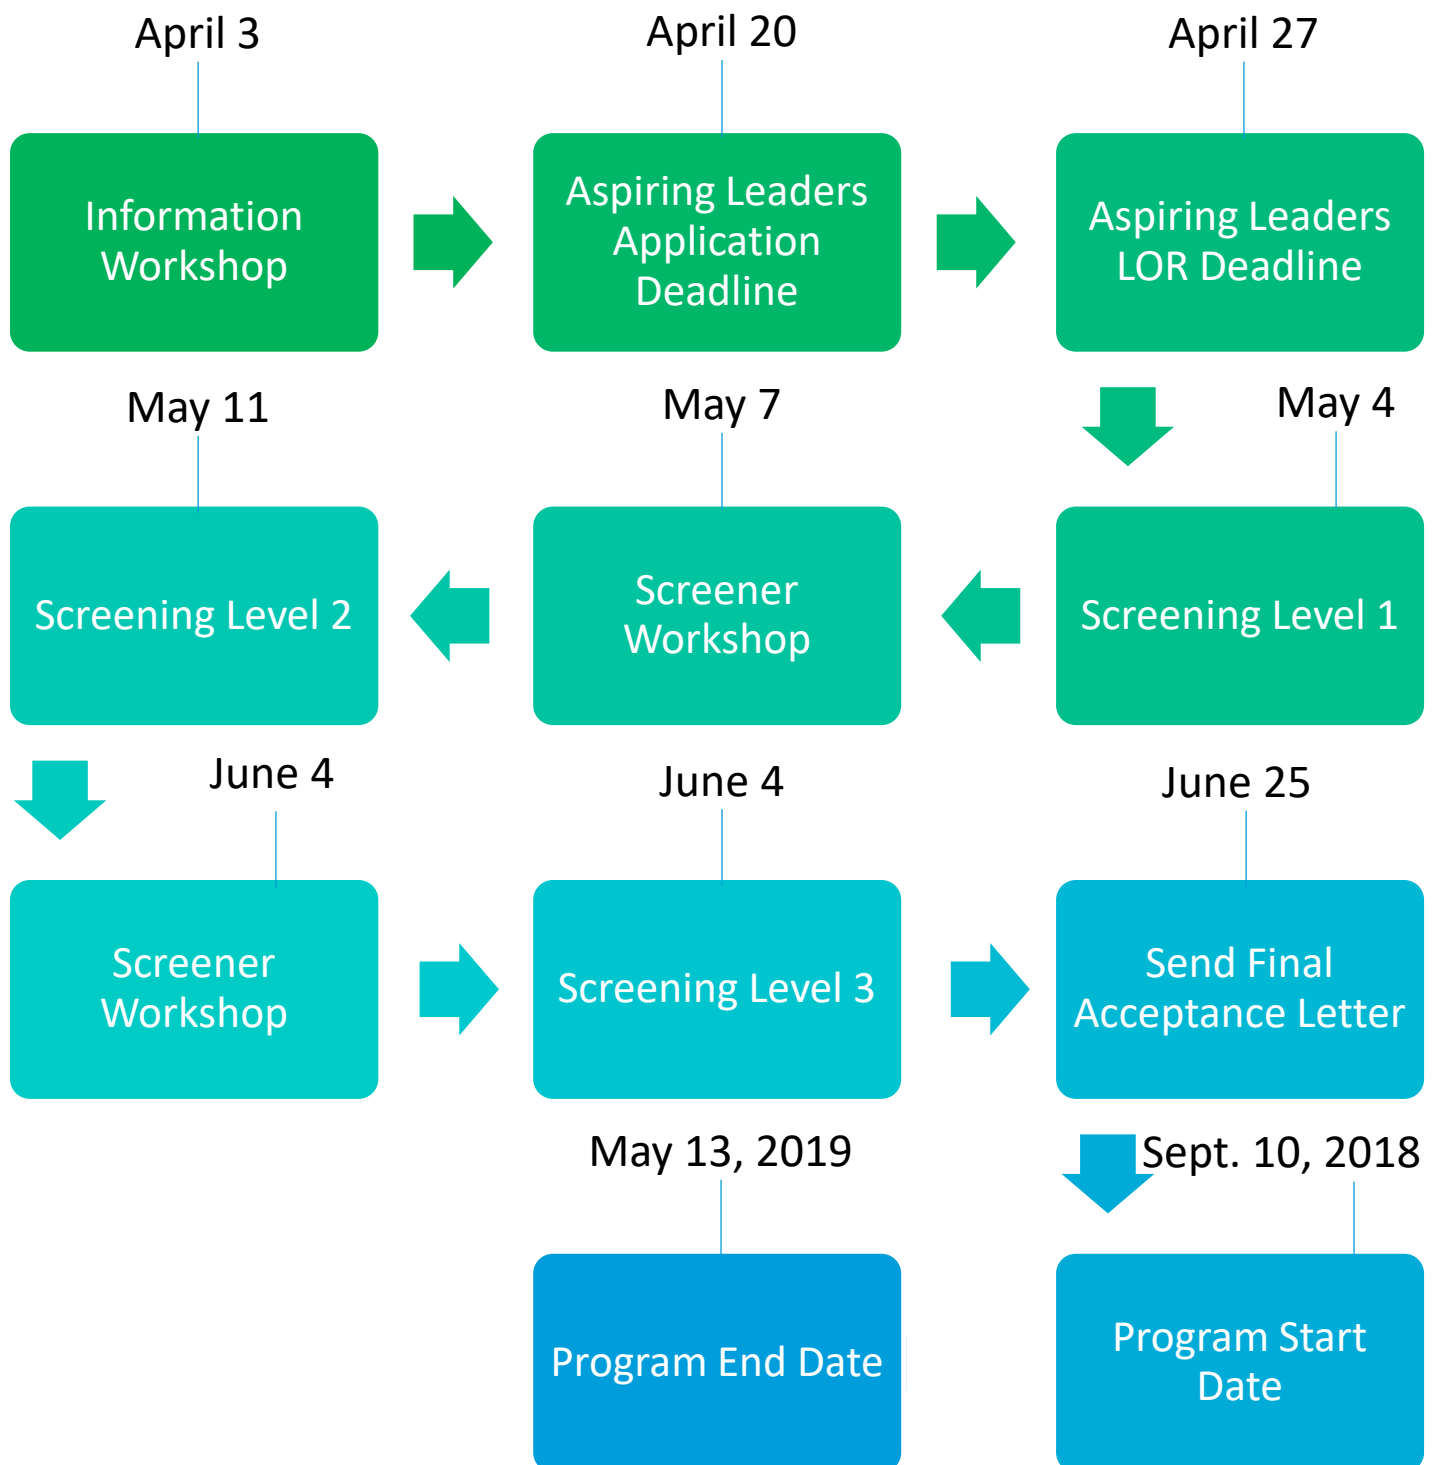 April 3
Information
Workshop
April 20
Aspiring Leaders
Application
Deadline
April 27
Aspiring Leaders
LOR Deadline
May 4
Screening Level 1
May 7
Screener
Workshop
May 11
Screening Level 2
June 4
Screener
Workshop
June 4
Screening Level 3
June 25
Send Final
Acceptance Letter
Sept. 10, 2018
Program Start
Date
May 13, 2019
Program End Date